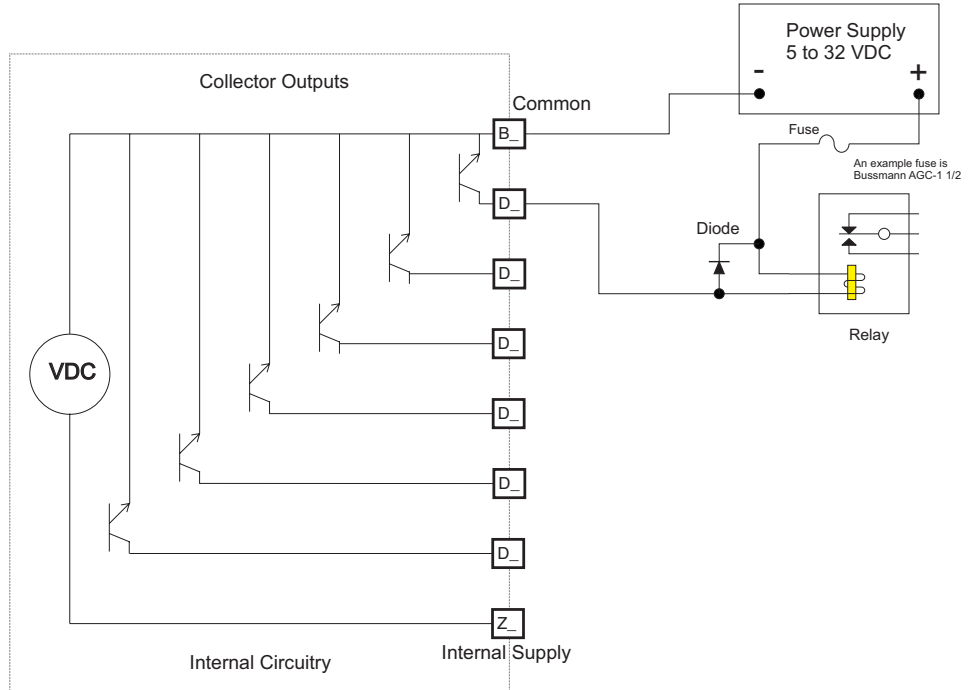 Power Supply
5 to 32 VDC
-
+
Collector Outputs
Common
B_
Fuse
An example fuse is
Bussmann AGC-1 1/2
D_
Diode
D_
Relay
D_
VDC
D_
D_
D_
Z_
Internal Supply
Internal Circuitry